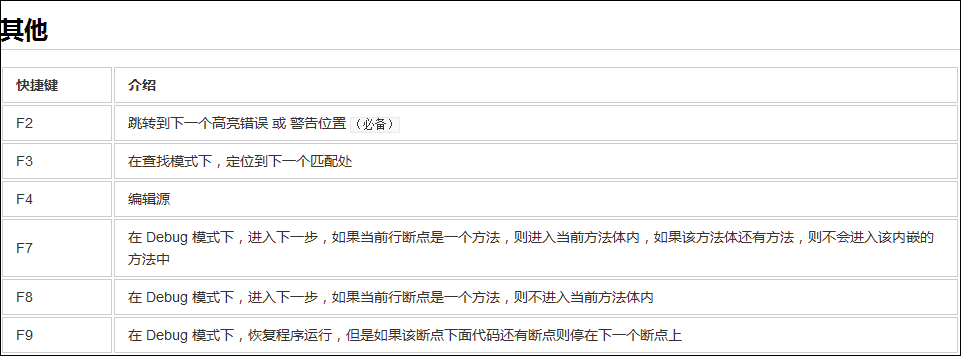 其他
快捷键 介绍
F2 跳转到下一个高亮错误 或 警告位置 （必备）
F3 在查找模式下，定位到下一个匹配处
F4 编辑源
F7 在 Debug 模式下，进入下一步，如果当前行断点是一个方法，则进入当前方法体内，如果该方法体还有方法，则不会进入该内嵌的
方法中
F8 在 Debug 模式下，进入下一步，如果当前行断点是一个方法，则不进入当前方法体内
F9 在 Debug 模式下，恢复程序运行，但是如果该断点下面代码还有断点则停在下一个断点上